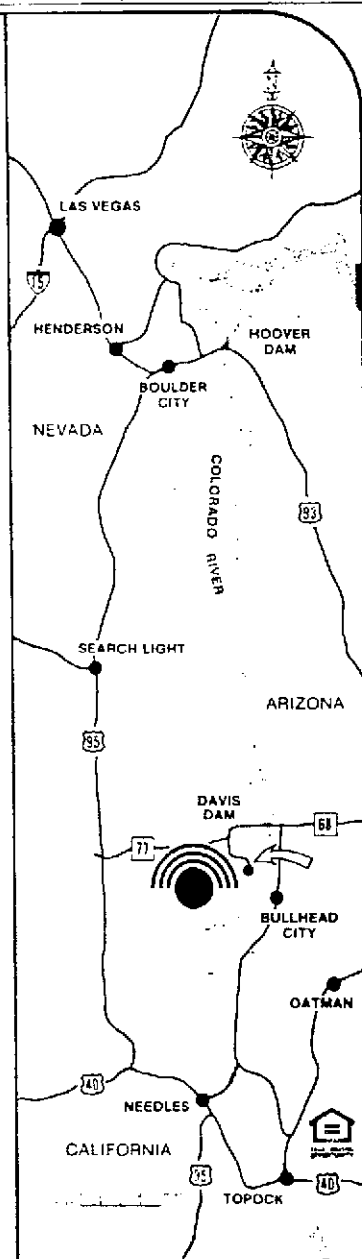 LAS VEGAS
15
HENDERSON
HOOVER
DAM
BOULDER
CITY
NEVADA
COLORADO RIVER
93
SEARCH LIGHT
ARIZONA
95
DAVIS
DAM
68
77
BULLHEAD
CITY
OATMAN
40
NEEDLES
CALIFORNIA
95
TOPOCK
40